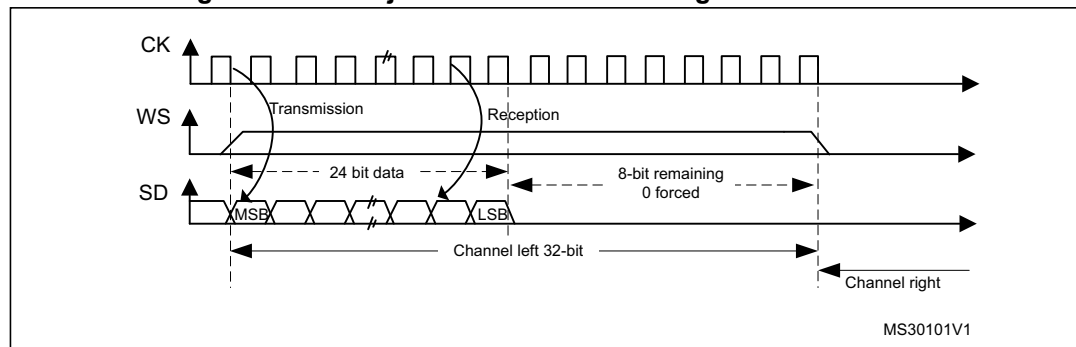 CK
Transmission
Reception
WS
24 bit data
8-bit remaining
0 forced
SD
MSB
LSB
Channel left 32-bit
Channel right
MS30101V1